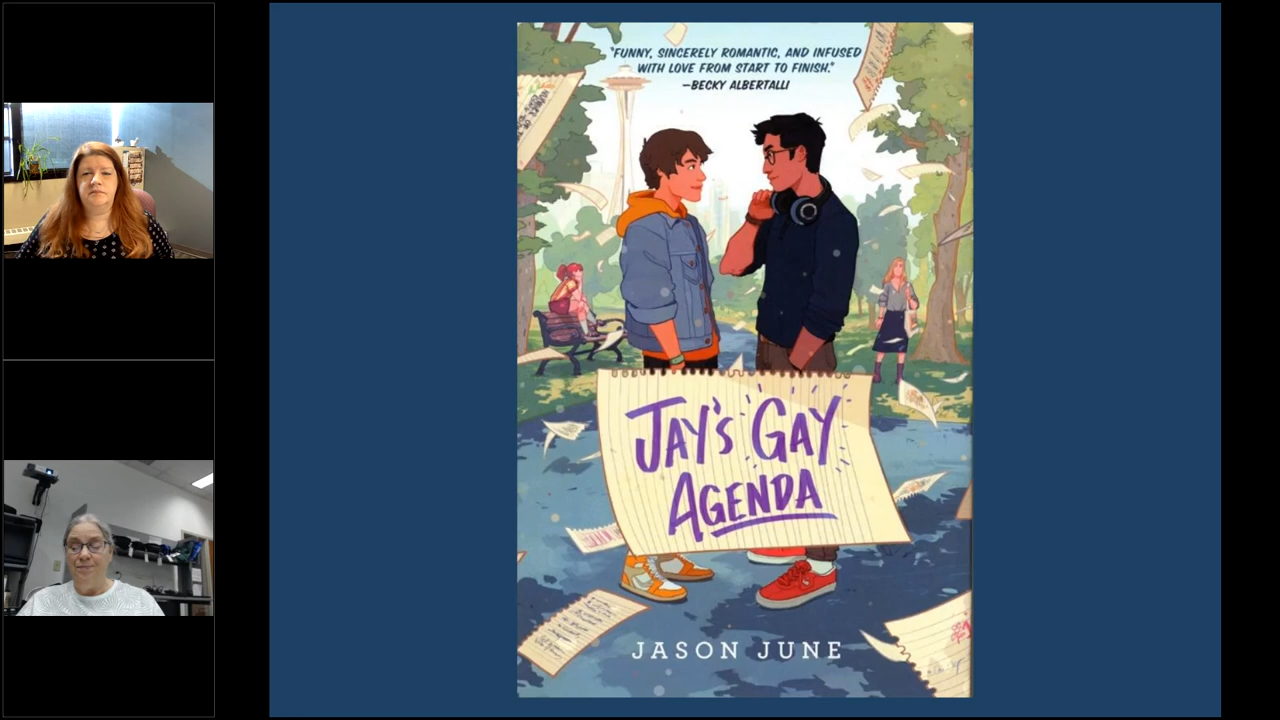 "FUNNY, SINCERELY ROMANTIC, AND INFUSED
WITH LOVE FROM START TO FINISH."
—BECKY ALBERTALLI
JAY'S GAY
AGENDA
JASON JUNE